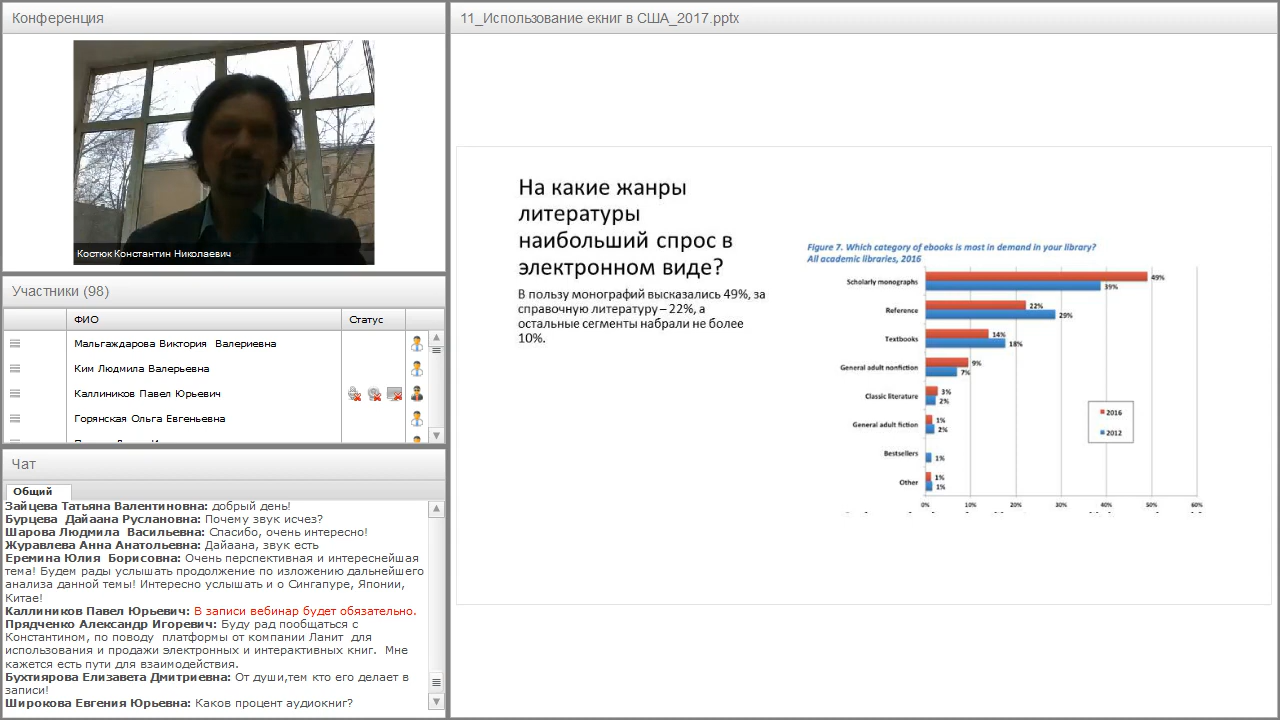 Конференция
Костюк Константин Николаевич
Участники (98)
ФИО
Статус
Мальгаждарова Виктория Валериевна
Ким Людмила Валерьевна
Каллиников Павел Юрьевич
Горянская Ольга Евгеньевна
Чат
Общий
Зайцева Татьяна Валентиновна: добрый день!
Бурцева Дайаана Руслановна: Почему звук исчез?
Шарова Людмила Васильевна: Спасибо, очень интересно!
Журавлева Анна Анатольевна: Дайаана, звук есть
Еремина Юлия Борисовна: Очень перспективная и интереснейшая
тема! Будем рады услышать продолжение по изложению дальнейшего
анализа данной темы! Интересно услышать и о Сингапуре, Японии,
Китае!
Каллиников Павел Юрьевич: В записи вебинар будет обязательно.
Прядченко Александр Игоревич: Буду рад пообщаться с
Константином, по поводу платформы от компании Ланит для
использования и продажи электронных и интерактивных книг. Мне
кажется есть пути для взаимодействия.
Бухтиярова Елизавета Дмитриевна: От души,тем кто его делает в
записи!
Широкова Евгения Юрьевна: Каков процент аудиокниг?
11_Использование екниг в США_2017.pptx
На какие жанры
литературы
наибольший спрос в
электронном виде?
В пользу монографий высказались 49%, за
справочную литературу – 22%, а
остальные сегменты набрали не более
10%.
Figure 7. Which category of ebooks is most in demand in your library?
All academic libraries, 2016
Scholarly monographs
49%
39%
Reference
22%
29%
Textbooks
14%
18%
General adult nonfiction
9%
7%
Classic literature
3%
2%
General adult fiction
1%
2%
Bestsellers
1%
Other
1%
1%
2016
2012
0% 10% 20% 30% 40% 50% 60%